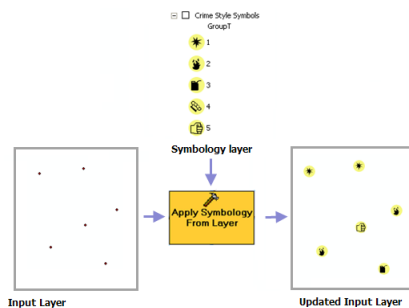 Crime Style Symbols
GroupT
1
2
3
4
5
Symbology layer
Apply Symbology
From Layer
Input Layer
Updated Input Layer